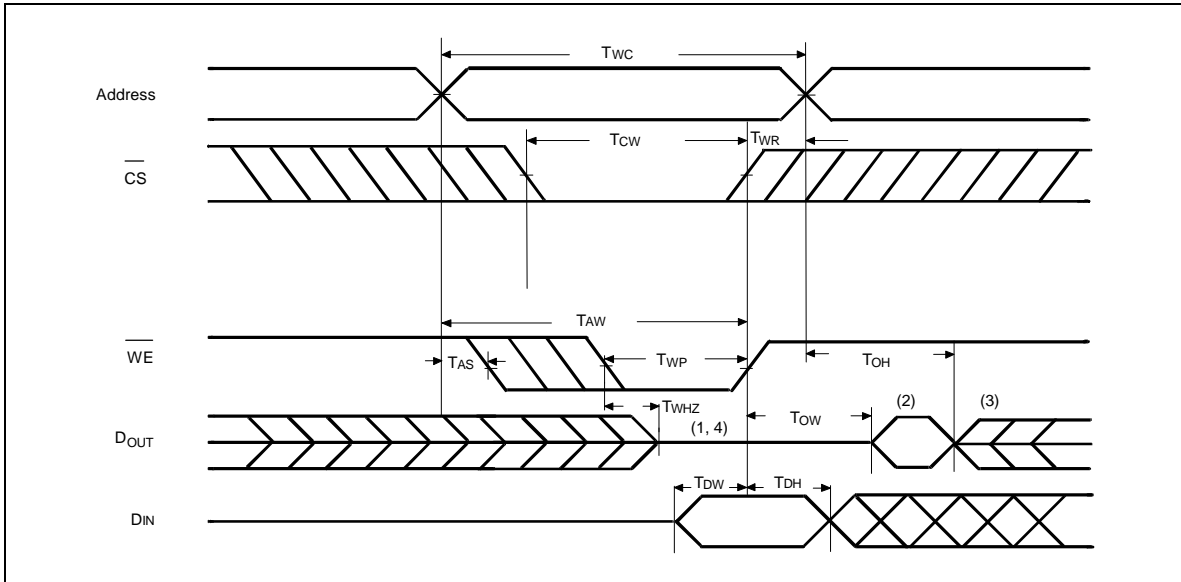 TWC
Address
TCW
TWR
CS
TAW
WE
TAS
TWP
TOH
TWHZ
(2)
(3)
DOUT
(1, 4)
TOW
TDW
TDH
DIN